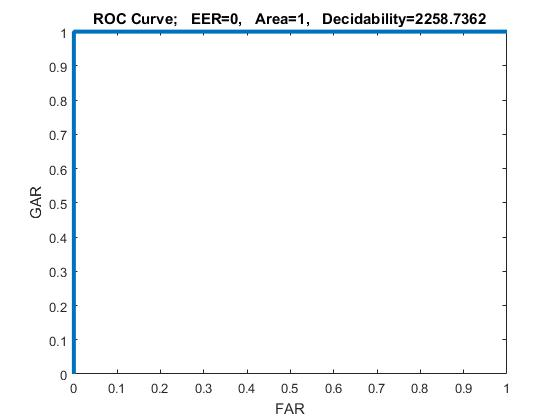 ROC Curve;   EER=0,   Area=1,   Decidability=2258.7362
1
0.9
0.8
0.7
0.6
0.5
0.4
0.3
0.2
0.1
0
GAR
0 0.1 0.2 0.3 0.4 0.5 0.6 0.7 0.8 0.9 1
FAR